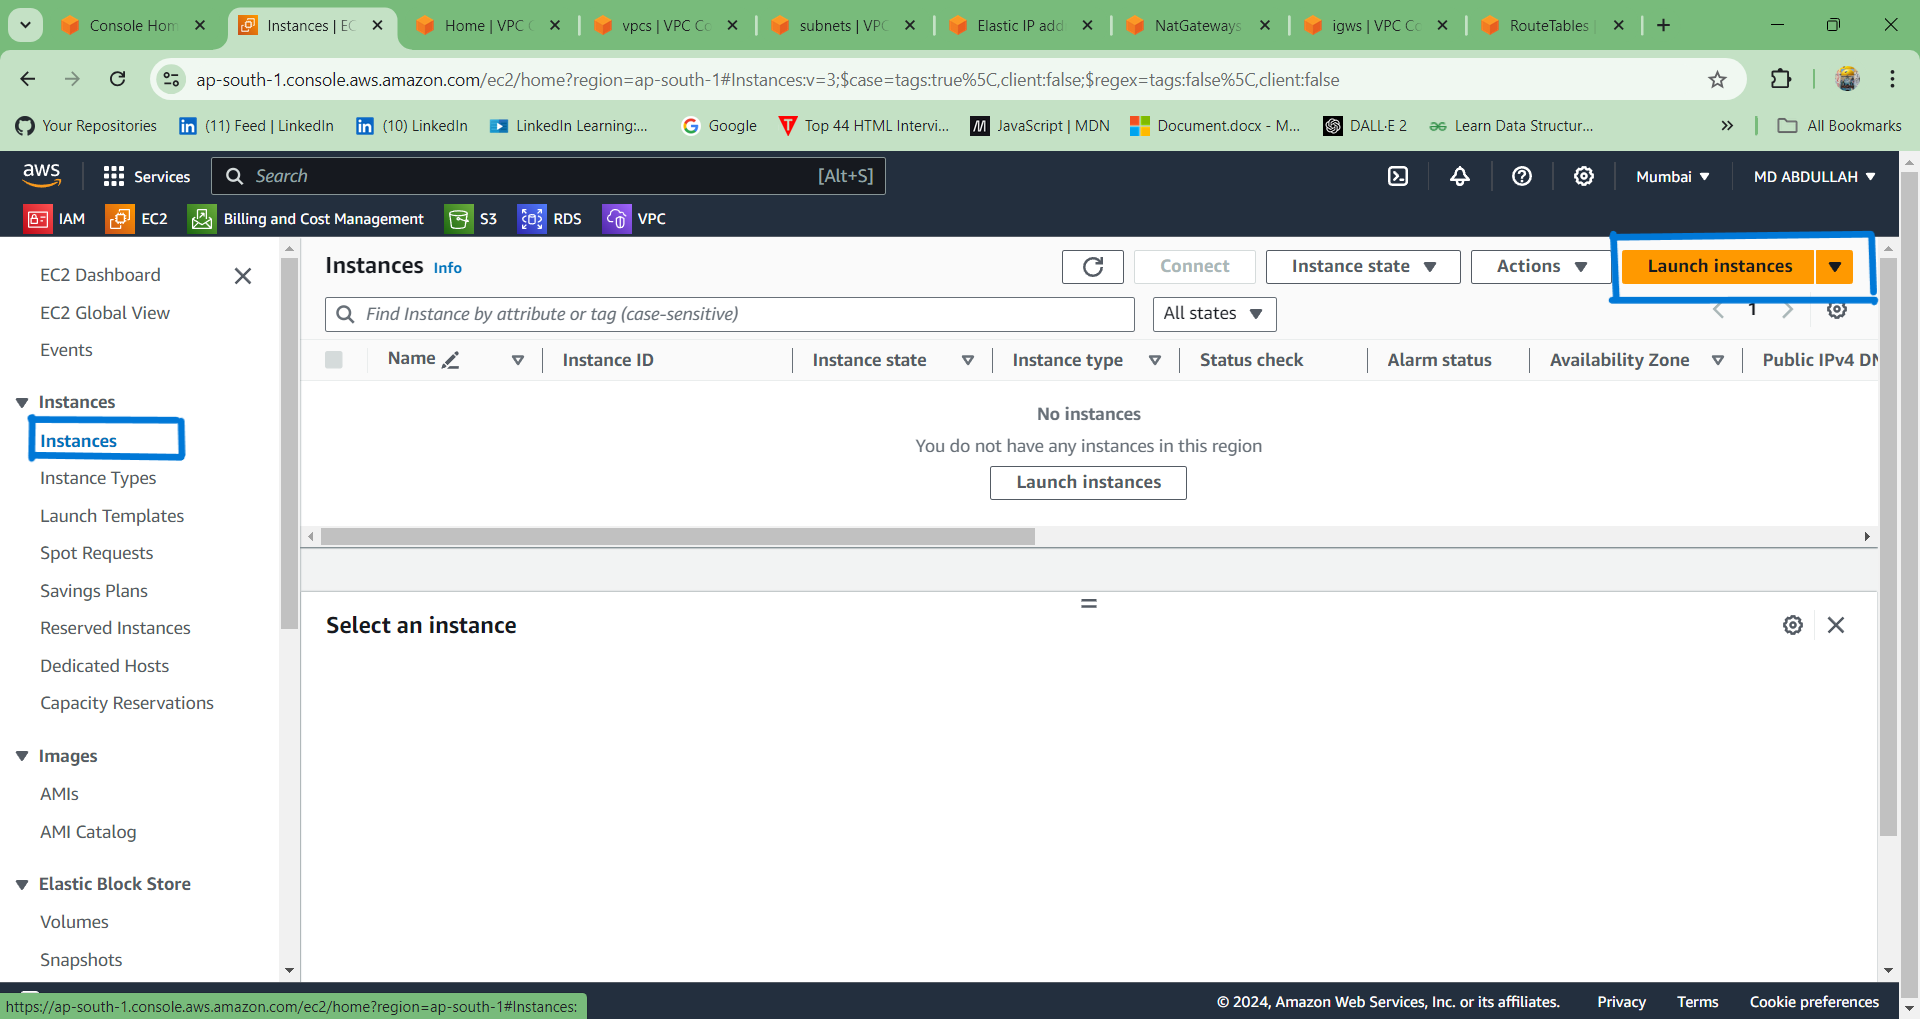 Console Hom
Instances | EC
Home | VPC C
vpcs | VPC Co
subnets | VPC
Elastic IP add
NatGateways
igws | VPC Co
RouteTables |
ap-south-1.console.aws.amazon.com/ec2/home?region=ap-south-1#Instances:v=3;$case=tags:true%5C,client:false;$regex=tags:false%5C,client:false
Your Repositories
(11) Feed | LinkedIn
(10) LinkedIn
LinkedIn Learning:...
Google
Top 44 HTML Intervi...
JavaScript | MDN
Document.docx - M...
DALL·E 2
Learn Data Structur...
All Bookmarks
aws
Services
Search
[Alt+S]
Mumbai
MD ABDULLAH
IAM
EC2
Billing and Cost Management
S3
RDS
VPC
EC2 Dashboard
EC2 Global View
Events
Instances
Instances
Instance Types
Launch Templates
Spot Requests
Savings Plans
Reserved Instances
Dedicated Hosts
Capacity Reservations
Images
AMIs
AMI Catalog
Elastic Block Store
Volumes
Snapshots
Instances Info
Connect
Instance state
Actions
Launch instances
Find Instance by attribute or tag (case-sensitive)
All states
1
Name
Instance ID
Instance state
Instance type
Status check
Alarm status
Availability Zone
Public IPv4 DN
No instances
You do not have any instances in this region
Launch instances
Select an instance
https://ap-south-1.console.aws.amazon.com/ec2/home?region=ap-south-1#Instances:
© 2024, Amazon Web Services, Inc. or its affiliates.
Privacy
Terms
Cookie preferences